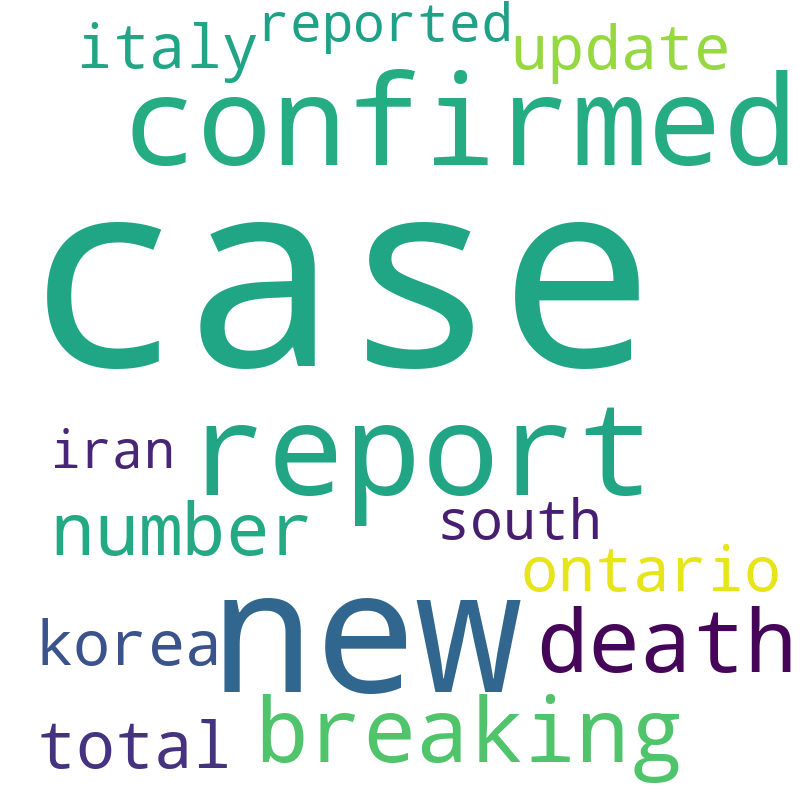 italy reported update
confirmed
case
iran report
number south
ontario
korea new death
total breaking